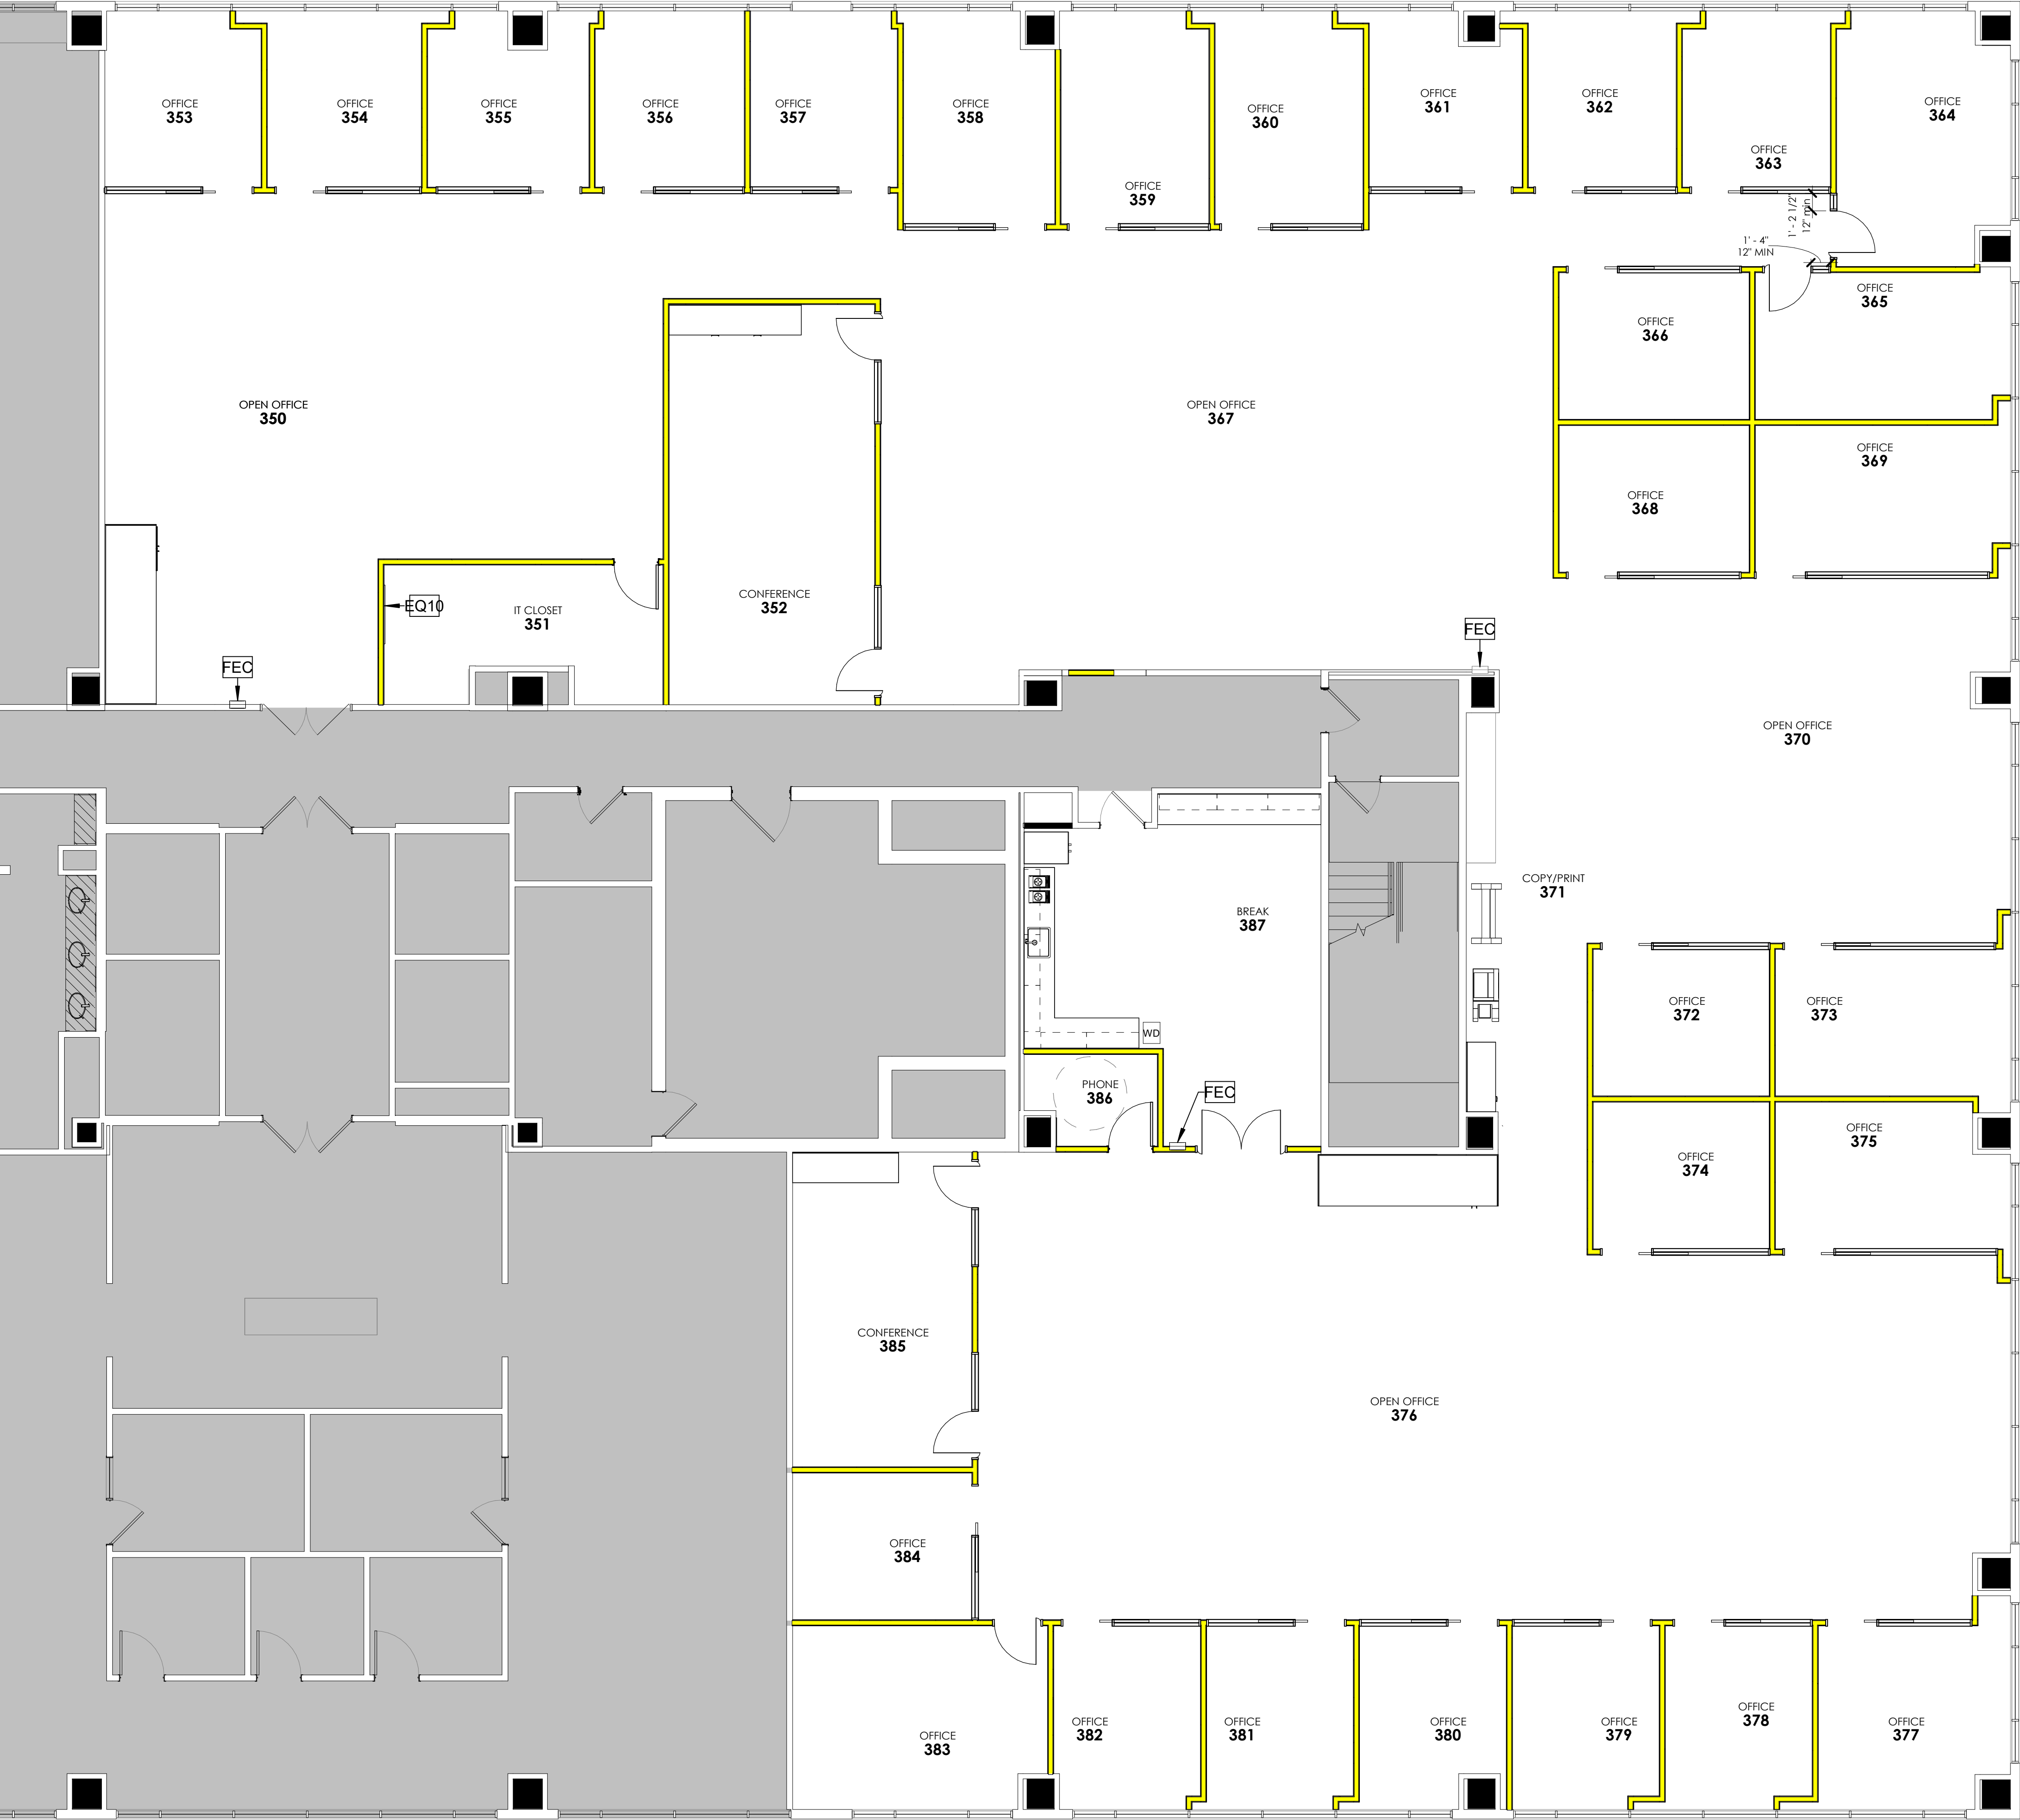 OFFICE
353
OFFICE
354
OFFICE
355
OFFICE
356
OFFICE
357
OFFICE
358
OFFICE
359
OFFICE
360
OFFICE
361
OFFICE
362
OFFICE
363
OFFICE
364
1' - 2 1/2"
12" min
1' - 4"
12" MIN
OFFICE
365
OFFICE
366
OPEN OFFICE
350
OPEN OFFICE
367
OFFICE
368
OFFICE
369
EQ10
IT CLOSET
351
CONFERENCE
352
FEC
FEC
OPEN OFFICE
370
COPY/PRINT
371
BREAK
387
OFFICE
372
OFFICE
373
WD
PHONE
386
FEC
OFFICE
374
OFFICE
375
CONFERENCE
385
OPEN OFFICE
376
OFFICE
384
OFFICE
383
OFFICE
382
OFFICE
381
OFFICE
380
OFFICE
379
OFFICE
378
OFFICE
377